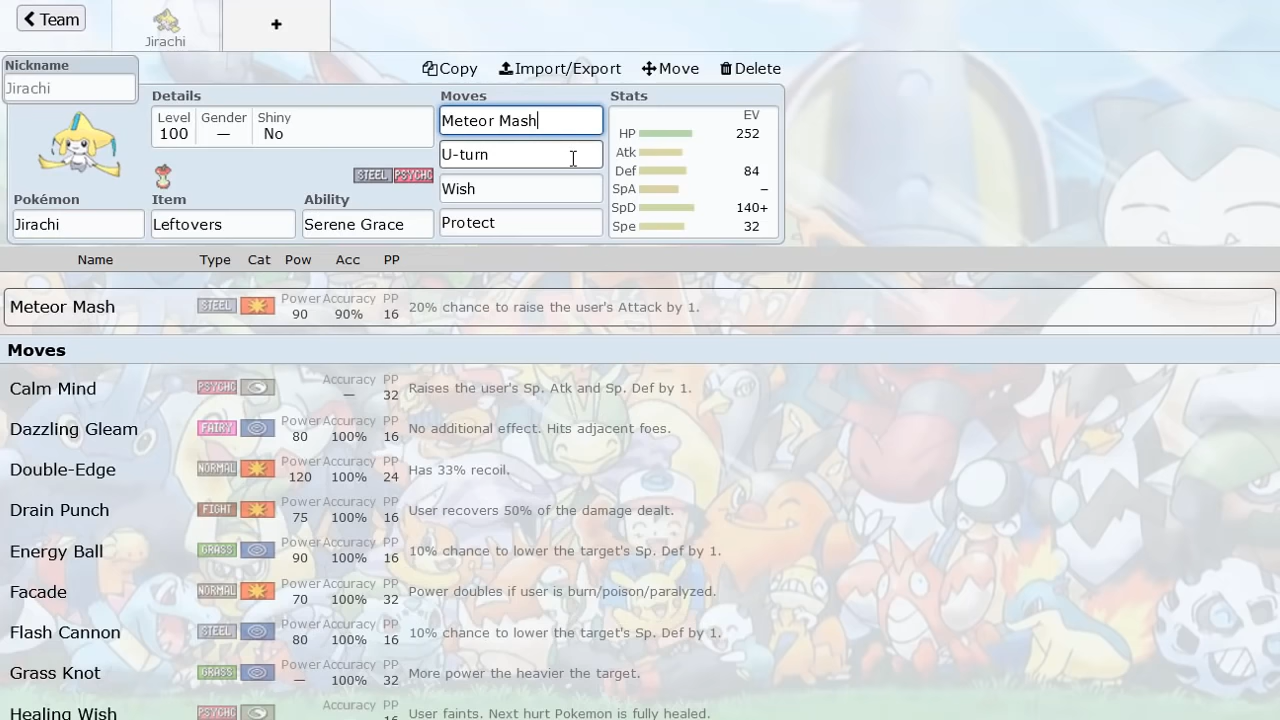 Team
Jirachi
+
Nickname
Jirachi
Copy Import/Export Move Delete
Details
Level Gender Shiny
100 — No
STEEL PSYCHC
Pokémon Item Ability
Jirachi Leftovers Serene Grace
Moves
Meteor Mash
U-turn
Wish
Protect
Stats
EV
HP 252
Atk
Def 84
SpA –
SpD 140+
Spe 32
Name Type Cat Pow Acc PP
Meteor Mash STEEL Power 90 Accuracy 90% PP 16 20% chance to raise the user's Attack by 1.
Moves
Calm Mind PSYCHC Accuracy — PP 32 Raises the user's Sp. Atk and Sp. Def by 1.
Dazzling Gleam FAIRY Power 80 Accuracy 100% PP 16 No additional effect. Hits adjacent foes.
Double-Edge NORMAL Power 120 Accuracy 100% PP 24 Has 33% recoil.
Drain Punch FIGHT Power 75 Accuracy 100% PP 16 User recovers 50% of the damage dealt.
Energy Ball GRASS Power 90 Accuracy 100% PP 16 10% chance to lower the target's Sp. Def by 1.
Facade NORMAL Power 70 Accuracy 100% PP 32 Power doubles if user is burn/poison/paralyzed.
Flash Cannon STEEL Power 80 Accuracy 100% PP 16 10% chance to lower the target's Sp. Def by 1.
Grass Knot GRASS Power — Accuracy 100% PP 32 More power the heavier the target.
Healing Wish PSYCHC PP 16 User faints. Next hurt Pokemon is fully healed.